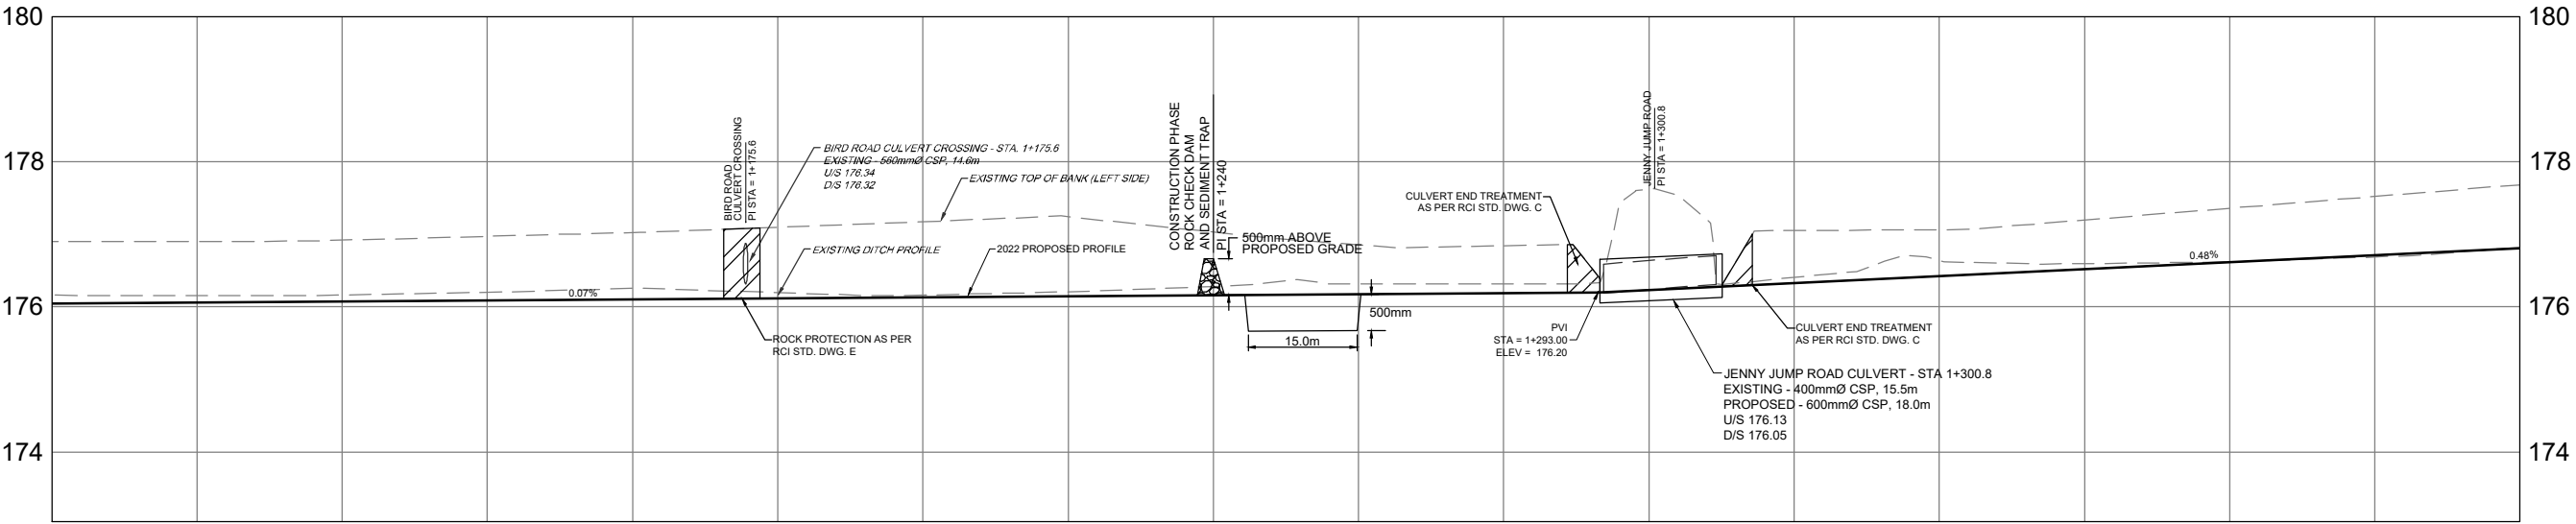 180
180
178
178
176
176
174
174
BIRD ROAD
CULVERT CROSSING
PI STA = 1+175.6
BIRD ROAD CULVERT CROSSING - STA. 1+175.6
EXISTING - 560mmØ CSP, 14.6m
U/S 176.34
D/S 176.32
EXISTING TOP OF BANK (LEFT SIDE)
EXISTING DITCH PROFILE
2022 PROPOSED PROFILE
0.07%
ROCK PROTECTION AS PER
RCI STD. DWG. E
CONSTRUCTION PHASE
ROCK CHECK DAM
AND SEDIMENT TRAP
PI STA = 1+240
500mm ABOVE
PROPOSED GRADE
15.0m
500mm
CULVERT END TREATMENT
AS PER RCI STD. DWG. C
PVI
STA = 1+293.00
ELEV = 176.20
JENNY JUMP ROAD
PI STA = 1+300.8
CULVERT END TREATMENT
AS PER RCI STD. DWG. C
JENNY JUMP ROAD CULVERT - STA 1+300.8
EXISTING - 400mmØ CSP, 15.5m
PROPOSED - 600mmØ CSP, 18.0m
U/S 176.13
D/S 176.05
0.48%